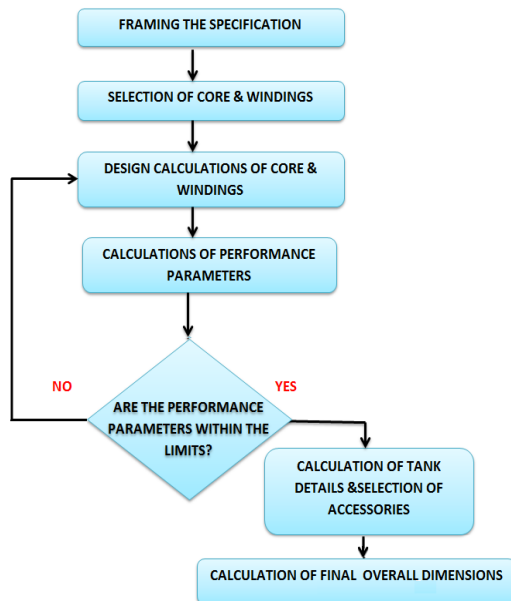 FRAMING THE SPECIFICATION
SELECTION OF CORE & WINDINGS
DESIGN CALCULATIONS OF CORE &
WINDINGS
CALCULATIONS OF PERFORMANCE
PARAMETERS
NO
YES
ARE THE PERFORMANCE
PARAMETERS WITHIN THE
LIMITS?
CALCULATION OF TANK
DETAILS &SELECTION OF
ACCESSORIES
CALCULATION OF FINAL OVERALL DIMENSIONS